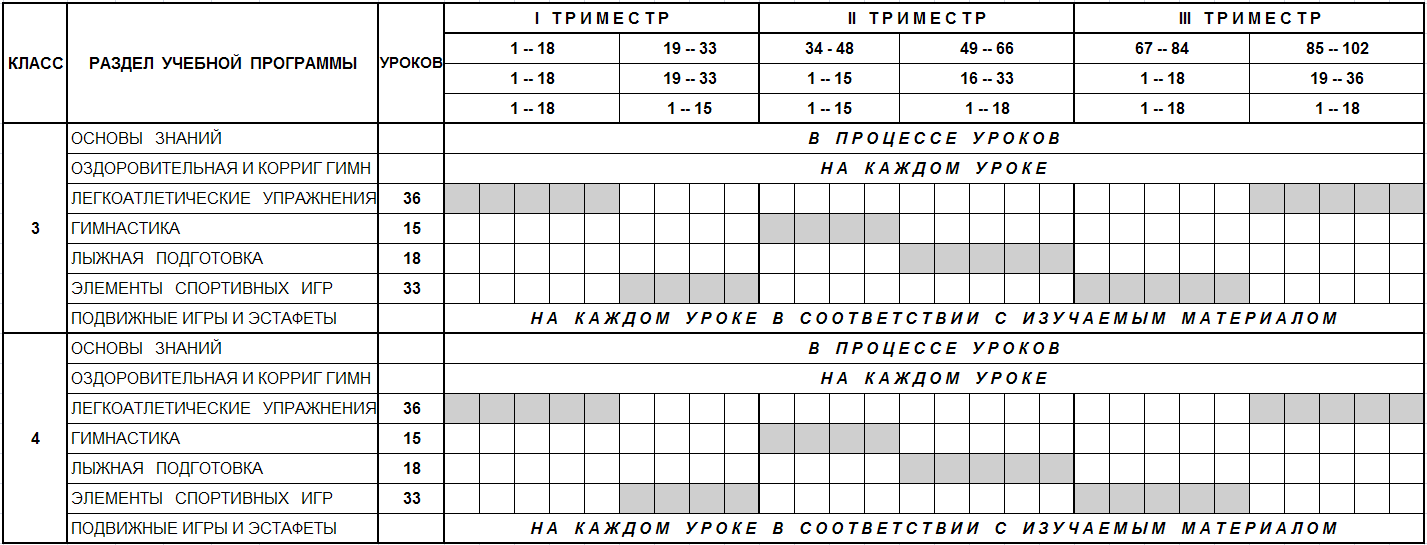 КЛАСС РАЗДЕЛ УЧЕБНОЙ ПРОГРАММЫ УРОКОВ I ТРИМЕСТР II ТРИМЕСТР III ТРИМЕСТР
1 -- 18 19 -- 33 34 - 48 49 -- 66 67 -- 84 85 -- 102
1 -- 18 19 -- 33 1 -- 15 16 -- 33 1 -- 18 19 -- 36
1 -- 18 1 -- 15 1 -- 15 1 -- 18 1 -- 18 1 -- 18
3
ОСНОВЫ ЗНАНИЙ В ПРОЦЕССЕ УРОКОВ
ОЗДОРОВИТЕЛЬНАЯ И КОРРИГ ГИМН НА КАЖДОМ УРОКЕ
ЛЕГКОАТЛЕТИЧЕСКИЕ УПРАЖНЕНИЯ 36
ГИМНАСТИКА 15
ЛЫЖНАЯ ПОДГОТОВКА 18
ЭЛЕМЕНТЫ СПОРТИВНЫХ ИГР 33
ПОДВИЖНЫЕ ИГРЫ И ЭСТАФЕТЫ НА КАЖДОМ УРОКЕ В СООТВЕТСТВИИ С ИЗУЧАЕМЫМ МАТЕРИАЛОМ
4
ОСНОВЫ ЗНАНИЙ В ПРОЦЕССЕ УРОКОВ
ОЗДОРОВИТЕЛЬНАЯ И КОРРИГ ГИМН НА КАЖДОМ УРОКЕ
ЛЕГКОАТЛЕТИЧЕСКИЕ УПРАЖНЕНИЯ 36
ГИМНАСТИКА 15
ЛЫЖНАЯ ПОДГОТОВКА 18
ЭЛЕМЕНТЫ СПОРТИВНЫХ ИГР 33
ПОДВИЖНЫЕ ИГРЫ И ЭСТАФЕТЫ НА КАЖДОМ УРОКЕ В СООТВЕТСТВИИ С ИЗУЧАЕМЫМ МАТЕРИАЛОМ